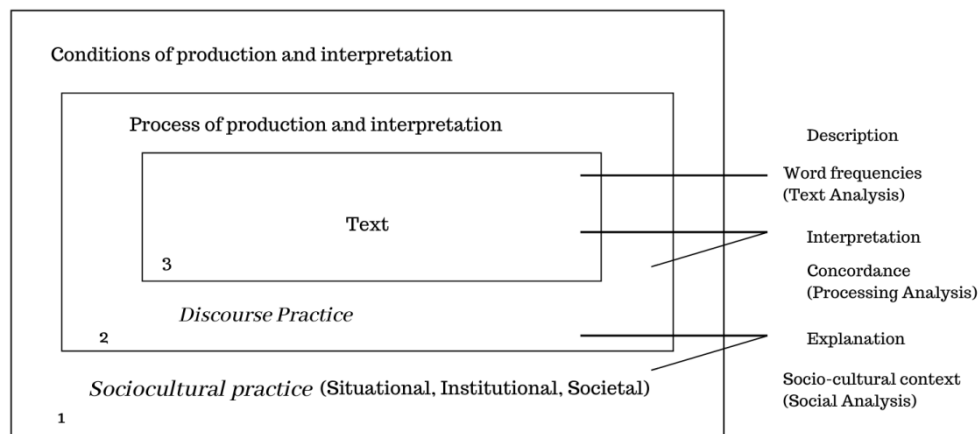 Conditions of production and interpretation
Process of production and interpretation
Text
3
Discourse Practice
2
Sociocultural practice (Situational, Institutional, Societal)
1
Description
Word frequencies
(Text Analysis)
Interpretation
Concordance
(Processing Analysis)
Explanation
Socio-cultural context
(Social Analysis)